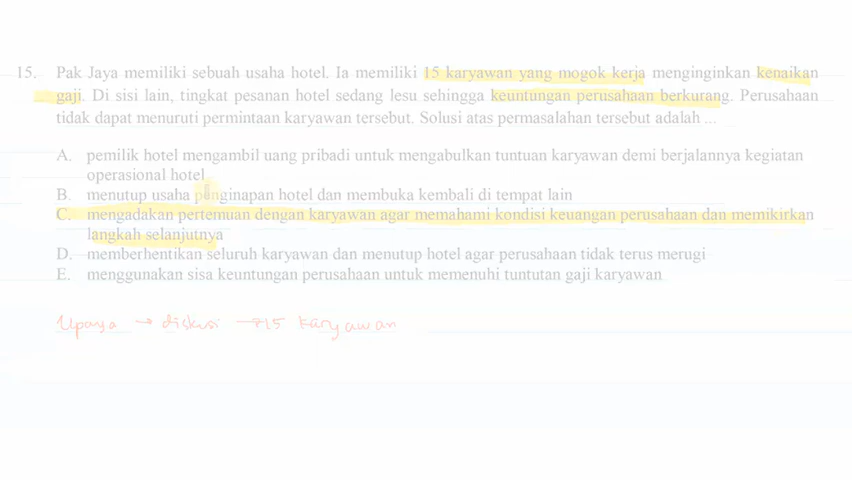 15. Pak Jaya memiliki sebuah usaha hotel. Ia memiliki 15 karyawan yang mogok kerja menginginkan kenaikan
gaji. Di sisi lain, tingkat pesanan hotel sedang lesu sehingga keuntungan perusahaan berkurang. Perusahaan
tidak dapat menuruti permintaan karyawan tersebut. Solusi atas permasalahan tersebut adalah ...
A. pemilik hotel mengambil uang pribadi untuk mengabulkan tuntuan karyawan demi berjalannya kegiatan
operasional hotel
B. menutup usaha penginapan hotel dan membuka kembali di tempat lain
C. mengadakan pertemuan dengan karyawan agar memahami kondisi keuangan perusahaan dan memikirkan
langkah selanjutnya
D. memberhentikan seluruh karyawan dan menutup hotel agar perusahaan tidak terus merugi
E. menggunakan sisa keuntungan perusahaan untuk memenuhi tuntutan gaji karyawan
Upaya → diskusi → 15 karyawan